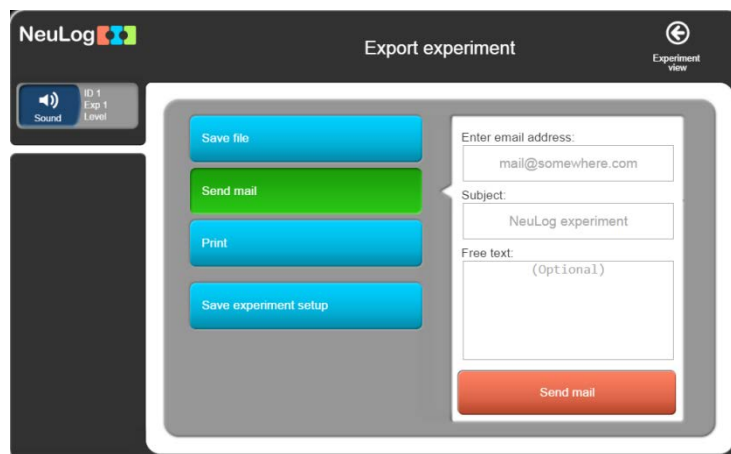 NeuLog
Export experiment
Experiment
view
Sound
ID 1
Exp 1
Level
Save file
Send mail
Print
Save experiment setup
Enter email address:
mail@somewhere.com
Subject:
NeuLog experiment
Free text:
(Optional)
Send mail